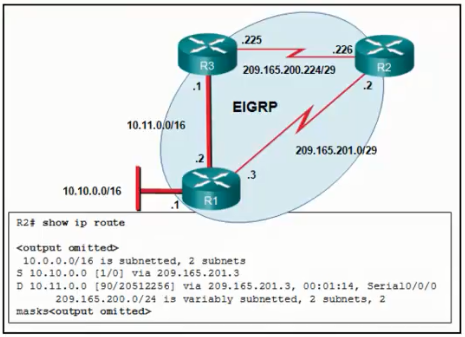 .225
.226
R3
R2
209.165.200.224/29
.1
.2
EIGRP
10.11.0.0/16
209.165.201.0/29
.2
.3
10.10.0.0/16
R1
.1
R2# show ip route
<output omitted>
10.0.0.0/16 is subnetted, 2 subnets
S 10.10.0.0 [1/0] via 209.165.201.3
D 10.11.0.0 [90/20512256] via 209.165.201.3, 00:01:14, Serial0/0/0
209.165.200.0/24 is variably subnetted, 2 subnets, 2
masks<output omitted>